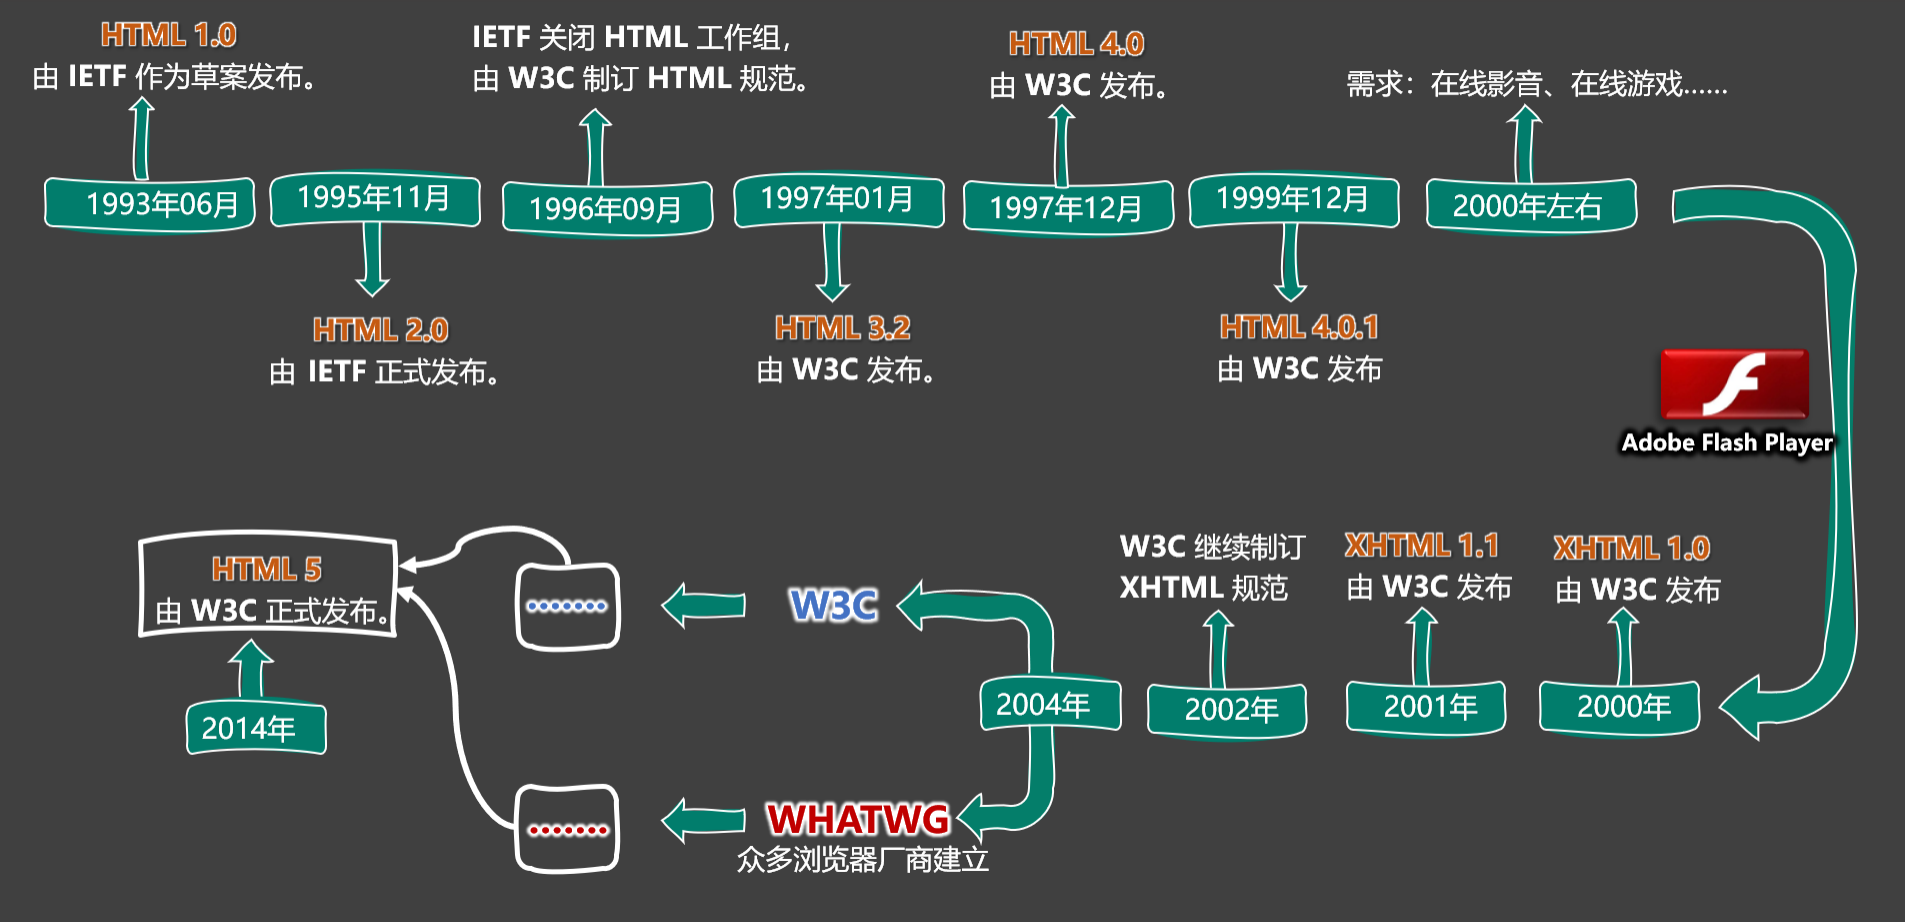 HTML 1.0
由 IETF 作为草案发布。
IETF 关闭 HTML 工作组,
由 W3C 制订 HTML 规范。
HTML 4.0
由 W3C 发布。
需求：在线影音、在线游戏......
1993年06月
1995年11月
1996年09月
1997年01月
1997年12月
1999年12月
2000年左右
HTML 2.0
由 IETF 正式发布。
HTML 3.2
由 W3C 发布。
HTML 4.0.1
由 W3C 发布
Adobe Flash Player
XHTML 1.0
由 W3C 发布
2000年
XHTML 1.1
由 W3C 发布
2001年
W3C 继续制订
XHTML 规范
2002年
2004年
W3C
.......
WHATWG
众多浏览器厂商建立
.......
HTML 5
由 W3C 正式发布。
2014年